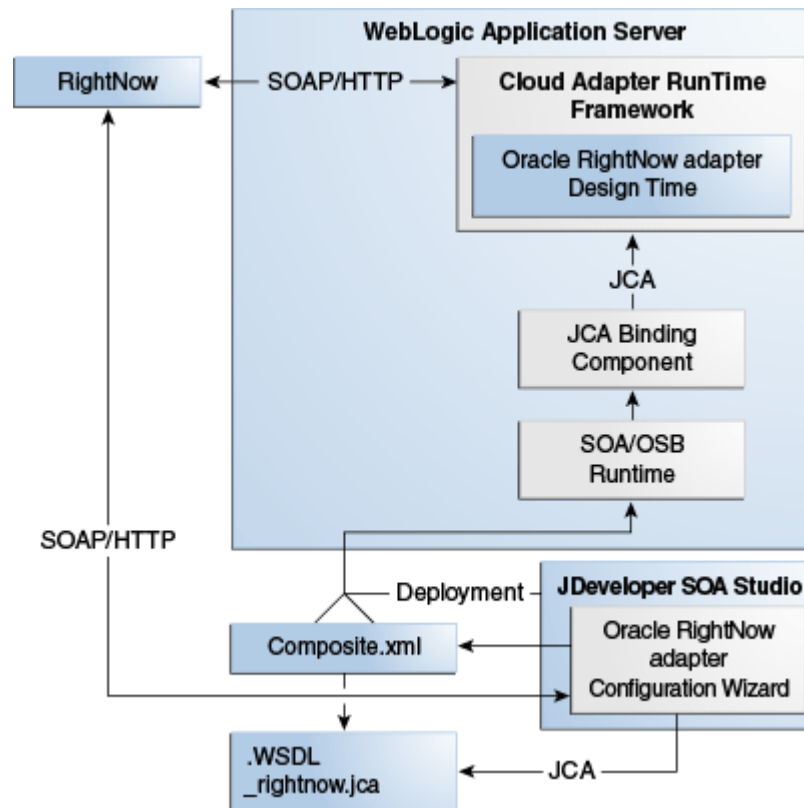 WebLogic Application Server
RightNow
SOAP/HTTP
Cloud Adapter RunTime
Framework
Oracle RightNow adapter
Design Time
JCA
JCA Binding
Component
SOA/OSB
Runtime
SOAP/HTTP
Deployment
JDeveloper SOA Studio
Composite.xml
Oracle RightNow
adapter
Configuration Wizard
.WSDL
_rightnow.jca
JCA